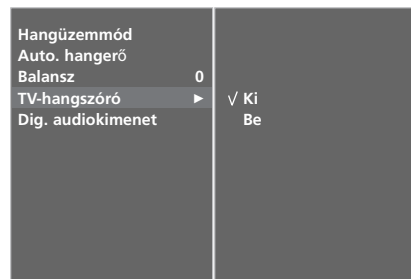 Hangüzemmód
Auto. hangerő
Balansz 0
TV-hangszóró ►
Dig. audiokimenet
√ Ki
Be